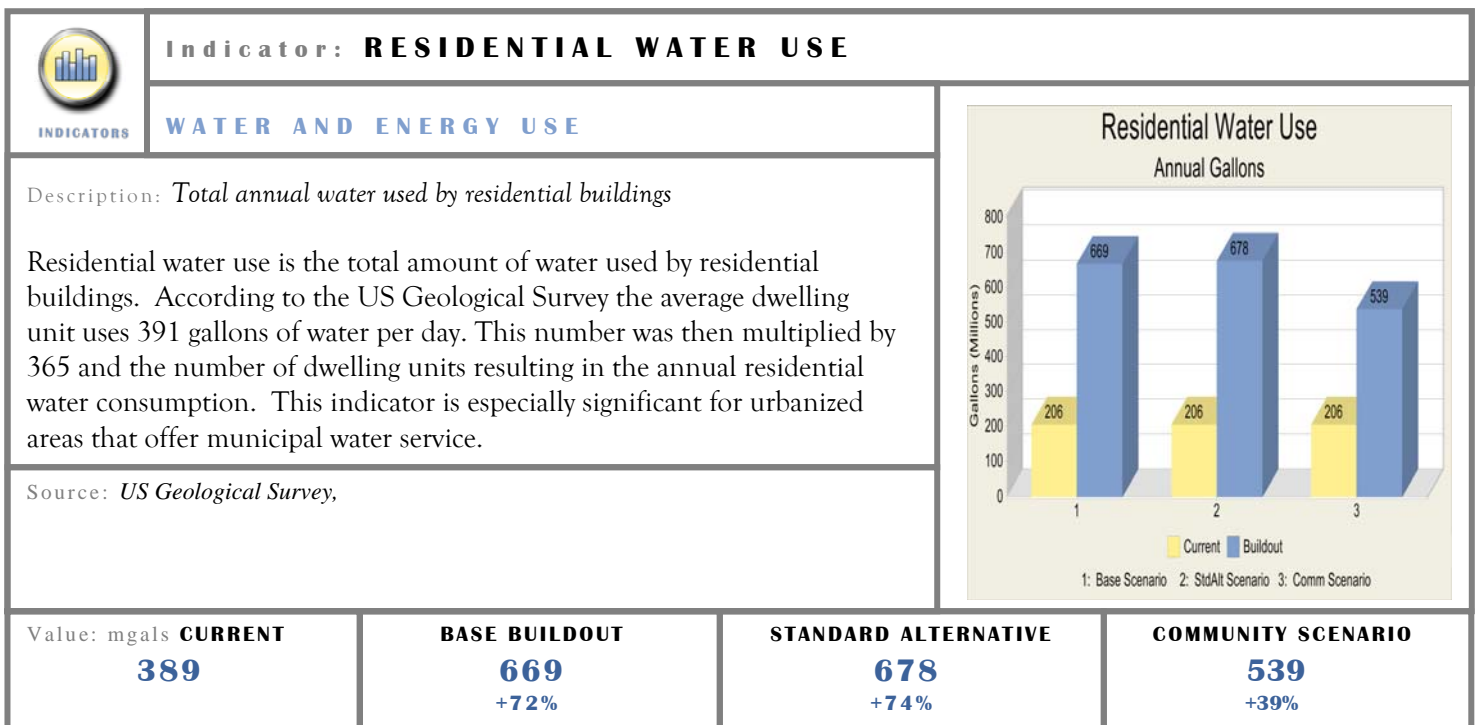 Indicator: RESIDENTIAL WATER USE
INDICATORS
WATER AND ENERGY USE
Description: Total annual water used by residential buildings
Residential water use is the total amount of water used by residential
buildings. According to the US Geological Survey the average dwelling
unit uses 391 gallons of water per day. This number was then multiplied by
365 and the number of dwelling units resulting in the annual residential
water consumption. This indicator is especially significant for urbanized
areas that offer municipal water service.
Source: US Geological Survey,
Residential Water Use
Annual Gallons
Gallons (Millions)
800
700
600
500
400
300
200
100
0
206
669
206
678
206
539
1 2 3
Current Buildout
1: Base Scenario 2: StdAlt Scenario 3: Comm Scenario
Value: mgals CURRENT
389
BASE BUILDOUT
669
+72%
STANDARD ALTERNATIVE
678
+74%
COMMUNITY SCENARIO
539
+39%